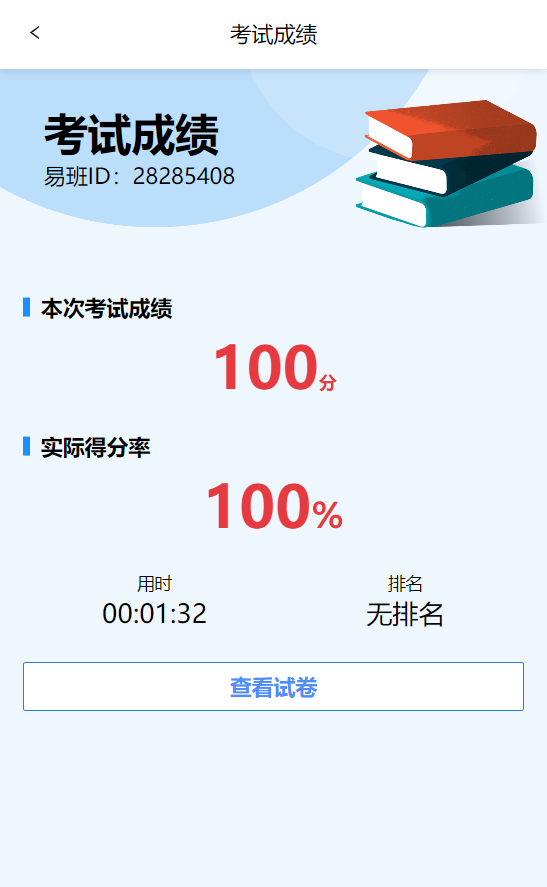 考试成绩
考试成绩
易班ID：28285408
本次考试成绩
100分
实际得分率
100%
用时
排名
00:01:32
无排名
查看试卷